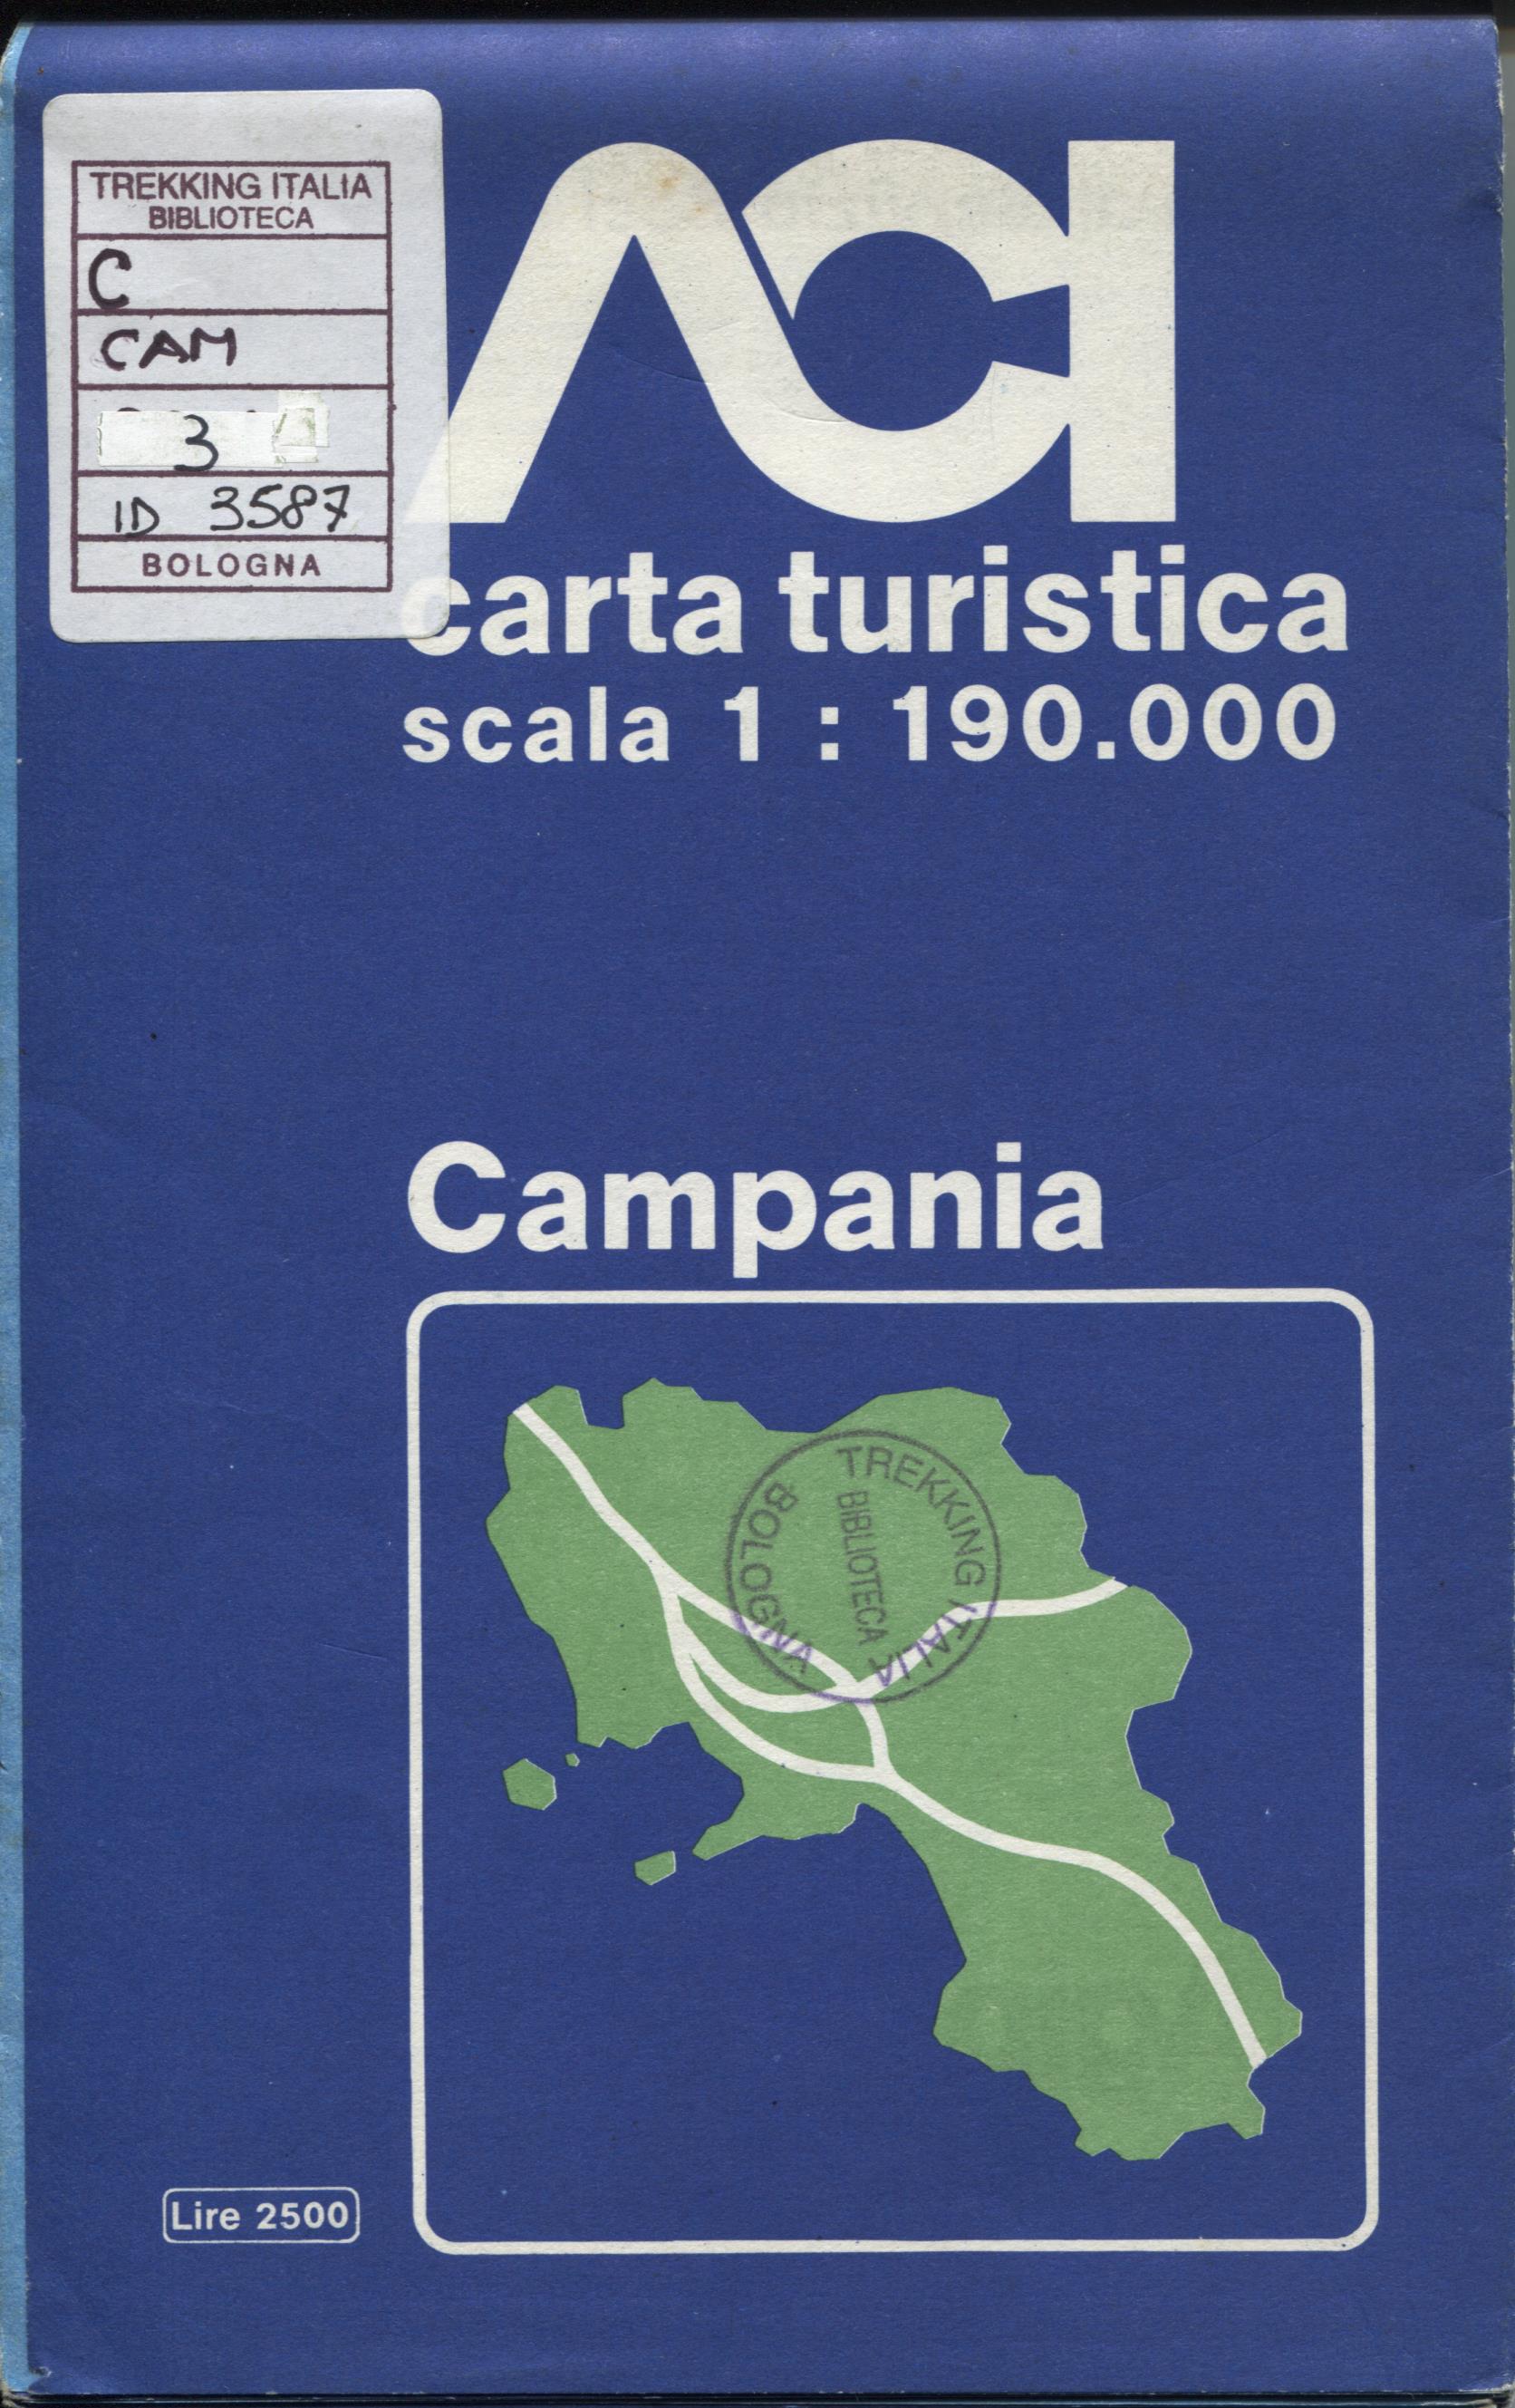 TREKKING ITALIA
BIBLIOTECA
C
CAM
3
ID 3587
BOLOGNA
ACI
carta turistica
scala 1 : 190.000
Campania
TREKKING ITALIA
BIBLIOTECA
BOLOGNA
Lire 2500